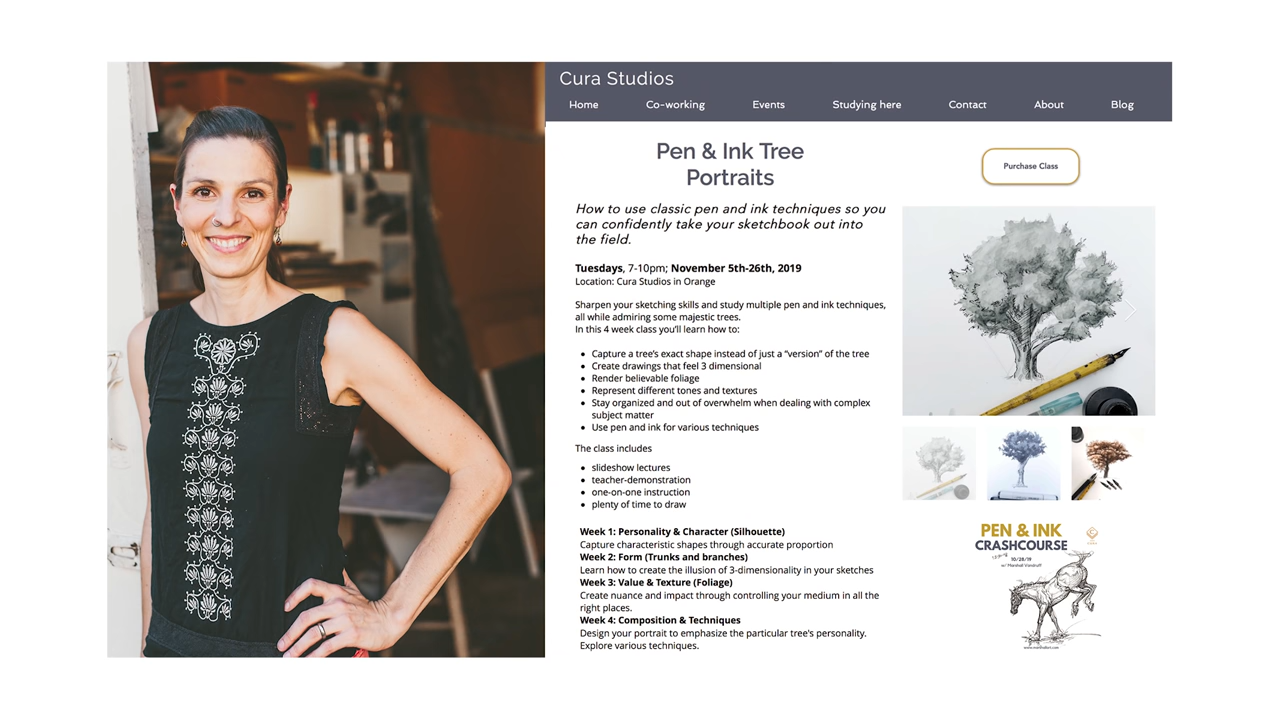 Cura Studios
Home Co-working Events Studying here Contact About Blog
Pen & Ink Tree
Portraits
Purchase Class
How to use classic pen and ink techniques so you
can confidently take your sketchbook out into
the field.
Tuesdays, 7-10pm; November 5th-26th, 2019
Location: Cura Studios in Orange
Sharpen your sketching skills and study multiple pen and ink techniques,
all while admiring some majestic trees.
In this 4 week class you'll learn how to:
• Capture a tree's exact shape instead of just a “version” of the tree
• Create drawings that feel 3 dimensional
• Render believable foliage
• Represent different tones and textures
• Stay organized and out of overwhelm when dealing with complex
subject matter
• Use pen and ink for various techniques
The class includes
• slideshow lectures
• teacher-demonstration
• one-on-one instruction
• plenty of time to draw
Week 1: Personality & Character (Silhouette)
Capture characteristic shapes through accurate proportion
Week 2: Form (Trunks and branches)
Learn how to create the illusion of 3-dimensionality in your sketches
Week 3: Value & Texture (Foliage)
Create nuance and impact through controlling your medium in all the
right places.
Week 4: Composition & Techniques
Design your portrait to emphasize the particular tree's personality.
Explore various techniques.
PEN & INK
CRASHCOURSE
10/28/19
w/ Marshall Vandruff